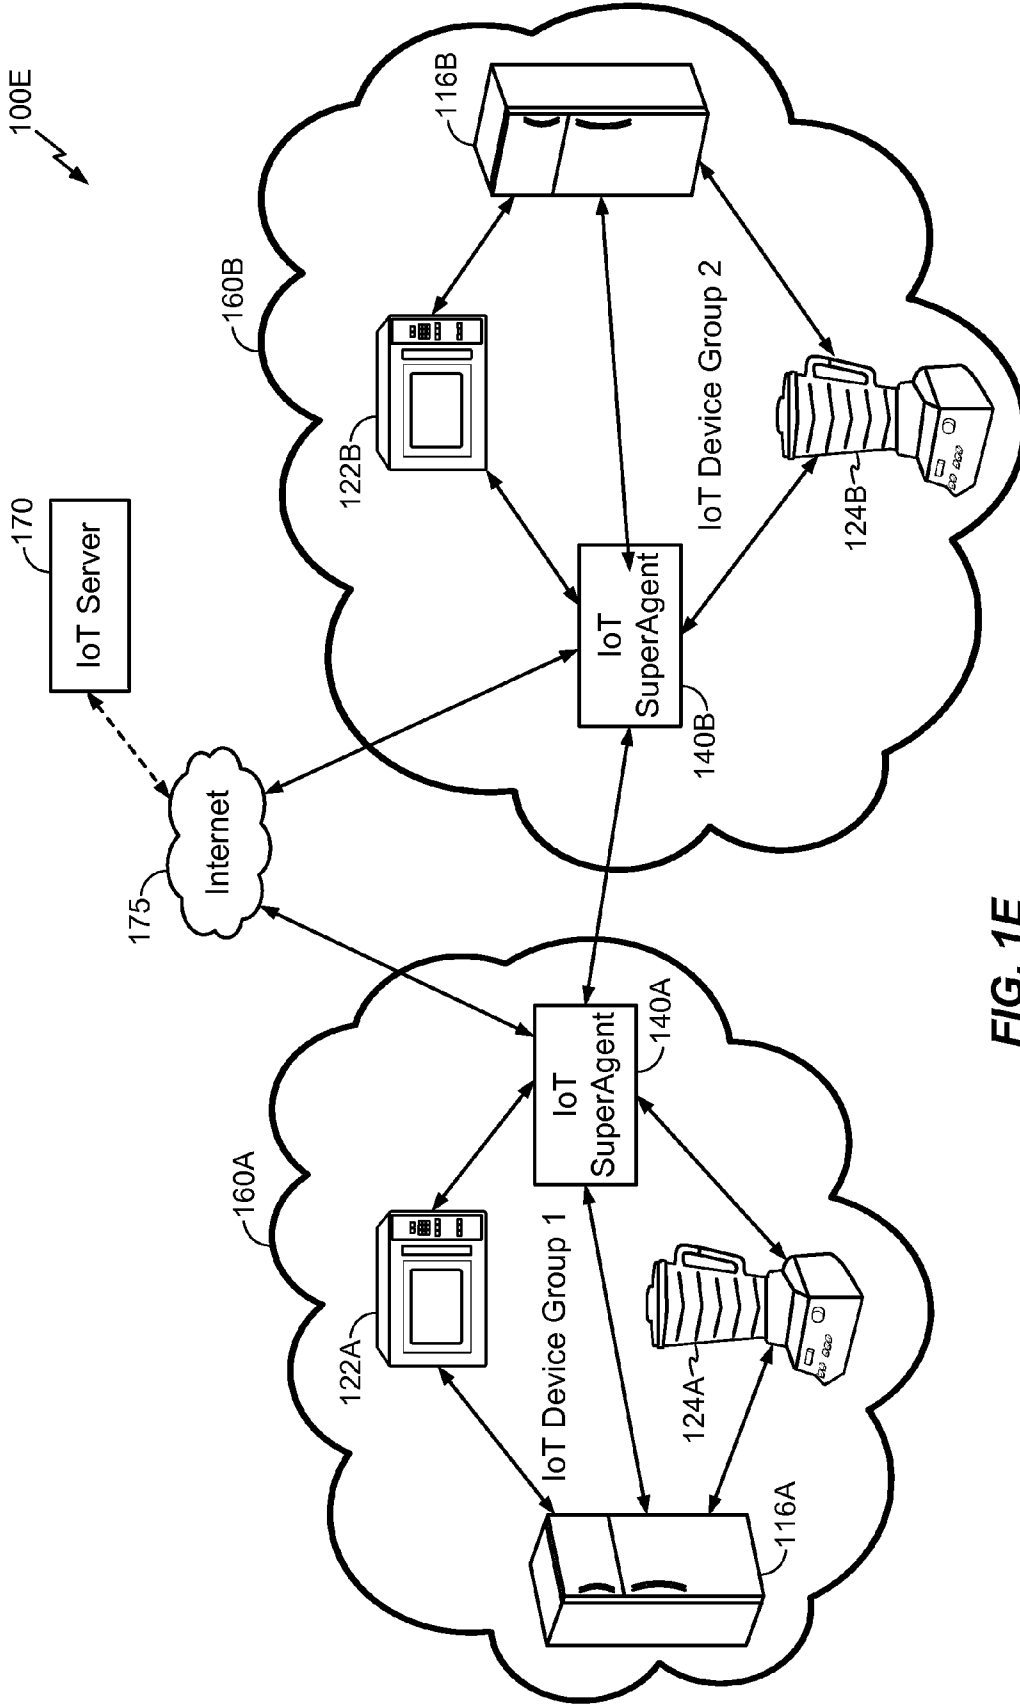 100E
170
IoT Server
175
Internet
160A
160B
122A
122B
116B
IoT
SuperAgent
140A
IoT
SuperAgent
140B
IoT Device Group 1
IoT Device Group 2
124A
124B
116A
FIG. 1E